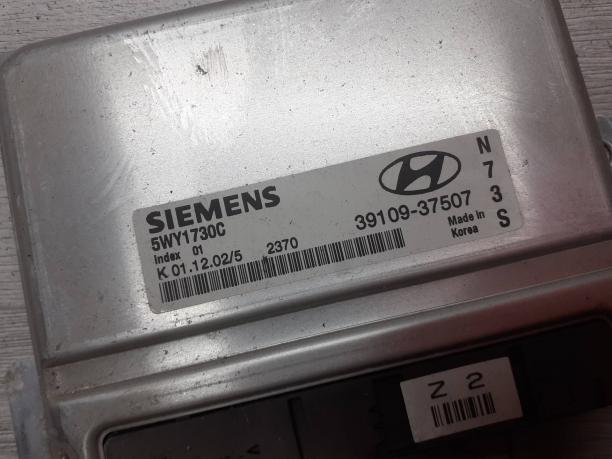 SIEMENS
5WY1730C
Index 01
K 01.12.02/5 2370
39109-37507
Made in
Korea
N
7
3
S
Z 2